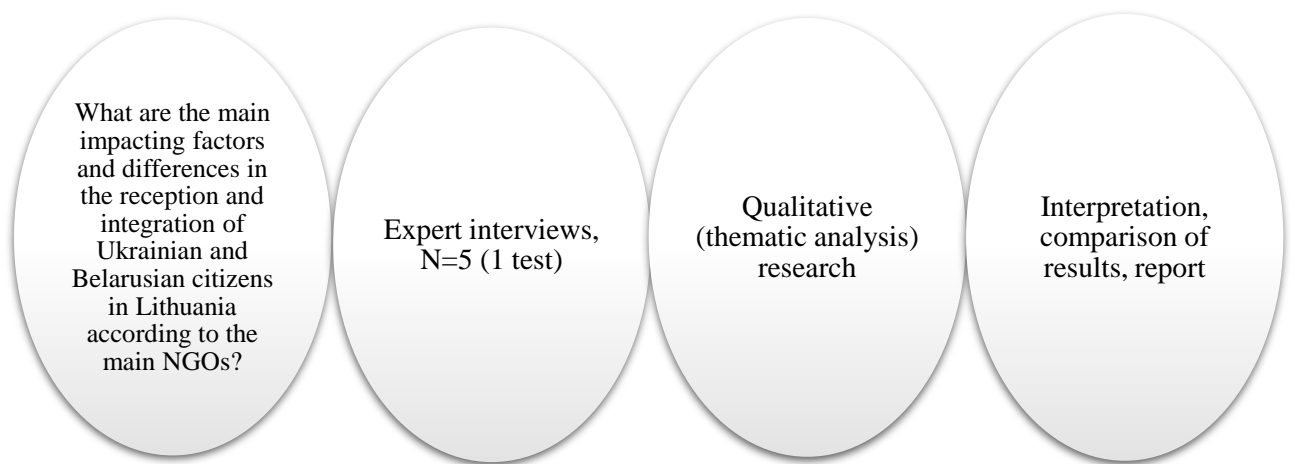 What are the main
impacting factors
and differences in
the reception and
integration of
Ukrainian and
Belarusian citizens
in Lithuania
according to the
main NGOs?
Expert interviews,
N=5 (1 test)
Qualitative
(thematic analysis)
research
Interpretation,
comparison of
results, report